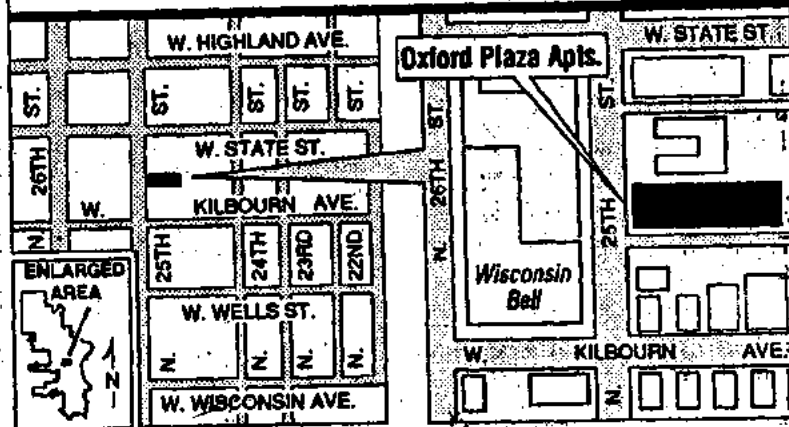 W. HIGHLAND AVE.
ST.
ST.
ST.
ST.
ST.
W. STATE ST.
26TH
N.
W.
KILBOURN AVE.
25TH
24TH
23RD
22ND
W. WELLS ST.
N.
N.
N.
N.
W. WISCONSIN AVE.
ENLARGED
AREA
N
Oxford Plaza Apts.
W. STATE ST
N. 26TH ST.
N. 25TH ST.
Wisconsin
Bell
W. KILBOURN AVE.